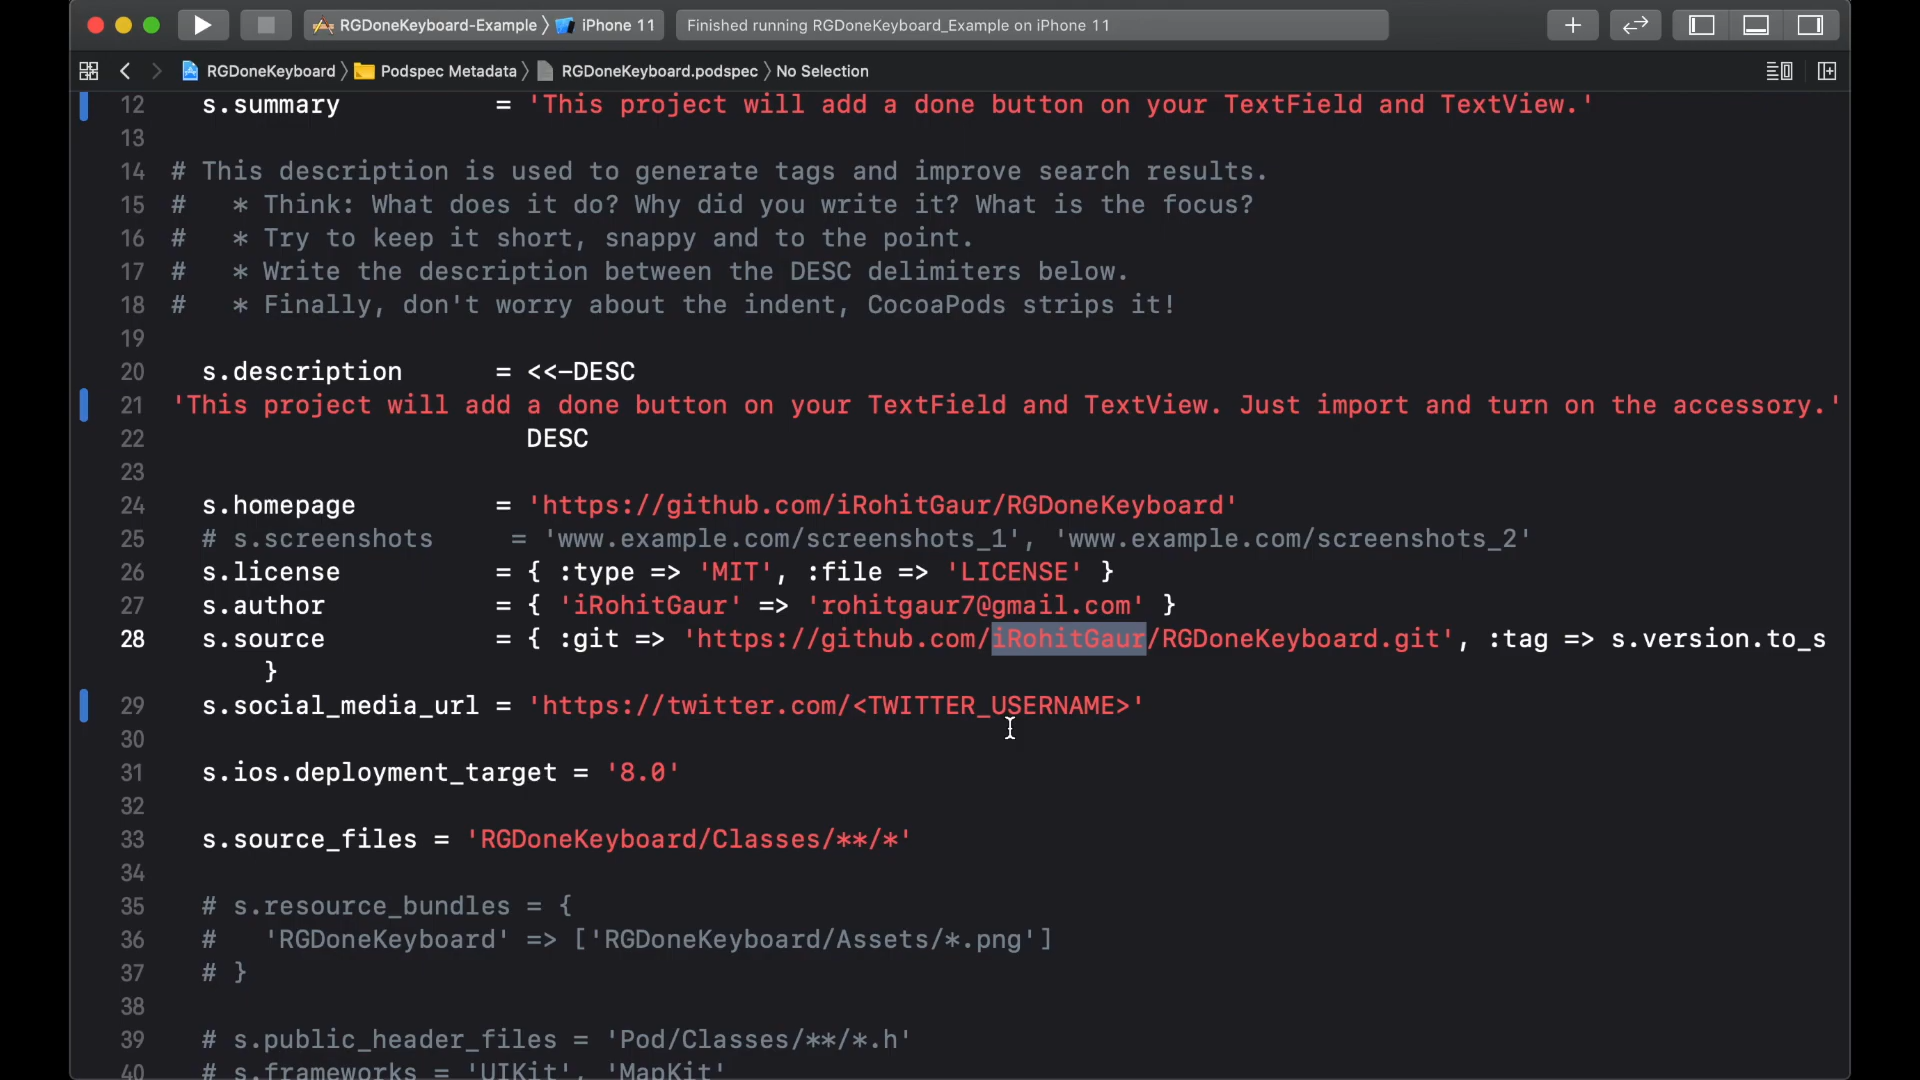 RGDoneKeyboard-Example 〉 iPhone 11
Finished running RGDoneKeyboard_Example on iPhone 11
RGDoneKeyboard 〉 Podspec Metadata 〉 RGDoneKeyboard.podspec 〉 No Selection
12 s.summary = 'This project will add a done button on your TextField and TextView.'
13
14 # This description is used to generate tags and improve search results.
15 # * Think: What does it do? Why did you write it? What is the focus?
16 # * Try to keep it short, snappy and to the point.
17 # * Write the description between the DESC delimiters below.
18 # * Finally, don't worry about the indent, CocoaPods strips it!
19
20 s.description = <<-DESC
21 'This project will add a done button on your TextField and TextView. Just import and turn on the accessory.'
22 DESC
23
24 s.homepage = 'https://github.com/iRohitGaur/RGDoneKeyboard'
25 # s.screenshots = 'www.example.com/screenshots_1', 'www.example.com/screenshots_2'
26 s.license = { :type => 'MIT', :file => 'LICENSE' }
27 s.author = { 'iRohitGaur' => 'rohitgaur7@gmail.com' }
28 s.source = { :git => 'https://github.com/iRohitGaur/RGDoneKeyboard.git', :tag => s.version.to_s
}
29 s.social_media_url = 'https://twitter.com/<TWITTER_USERNAME>'
30
31 s.ios.deployment_target = '8.0'
32
33 s.source_files = 'RGDoneKeyboard/Classes/**/*'
34
35 # s.resource_bundles = {
36 # 'RGDoneKeyboard' => ['RGDoneKeyboard/Assets/*.png']
37 # }
38
39 # s.public_header_files = 'Pod/Classes/**/*.h'
40 # s.frameworks = 'UIKit', 'MapKit'